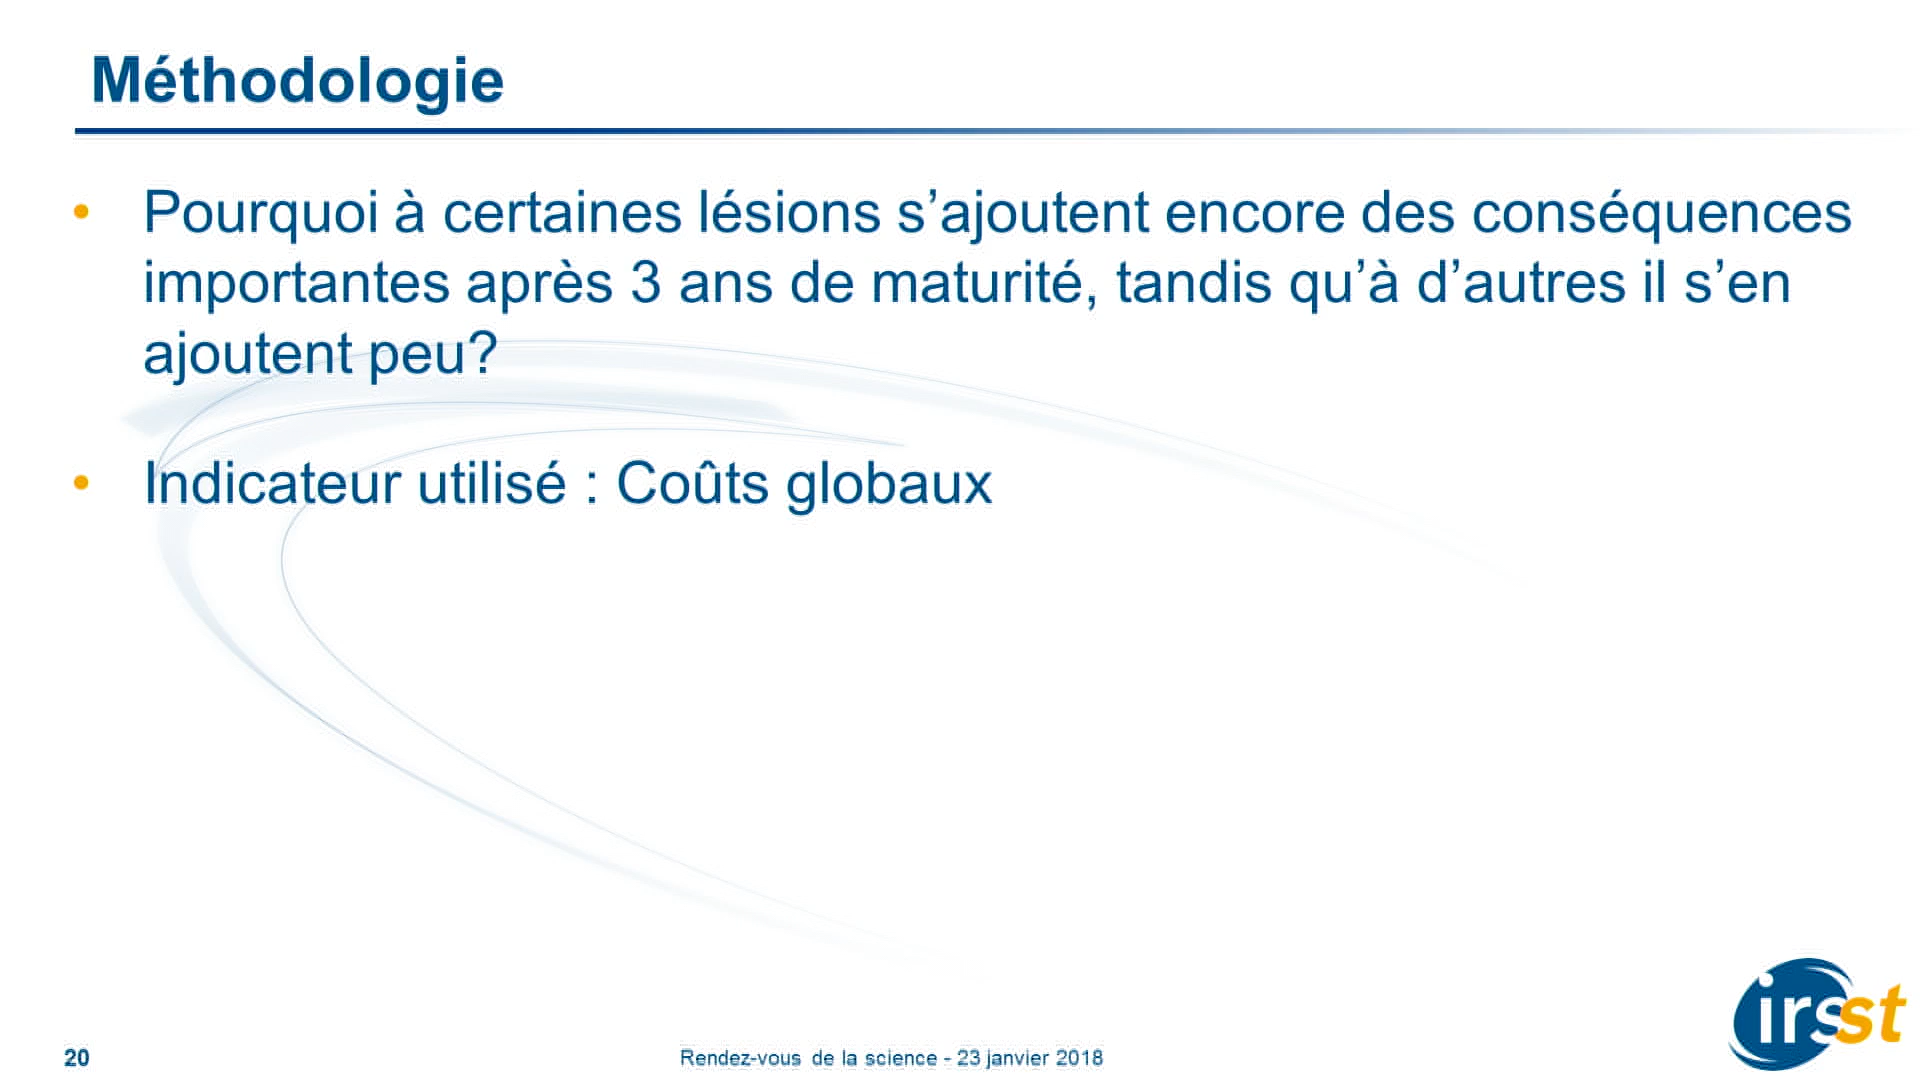 Méthodologie
• Pourquoi à certaines lésions s’ajoutent encore des conséquences
importantes après 3 ans de maturité, tandis qu’à d’autres il s’en
ajoutent peu?
• Indicateur utilisé : Coûts globaux
irsst
20
Rendez-vous de la science - 23 janvier 2018